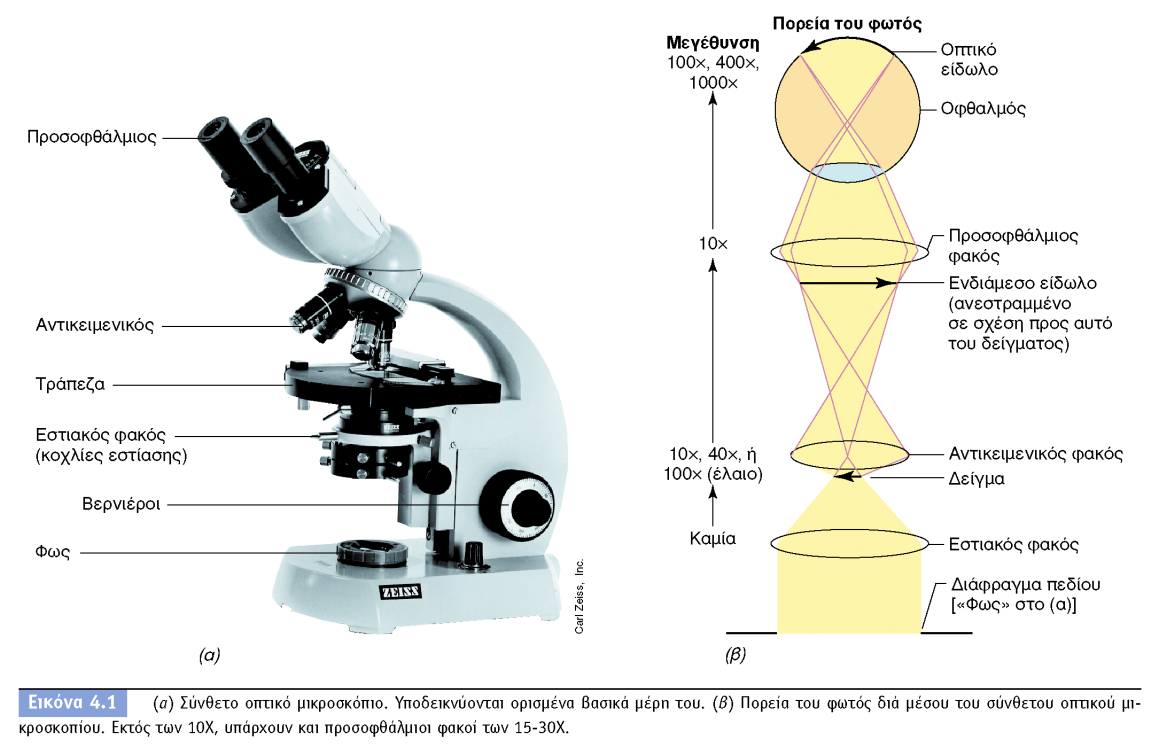 Προσοφθάλμιος
Αντικειμενικός
Τράπεζα
Εστιακός φακός
(κοχλίες εστίασης)
Βερνιέροι
Φως
ZEISS
Carl Zeiss, Inc.
(α)
Πορεία του φωτός
Μεγέθυνση
100×, 400×,
1000×
10×
10×, 40×, ή
100× (έλαιο)
Καμία
Οπτικό
είδωλο
Οφθαλμός
Προσοφθάλμιος
φακός
Ενδιάμεσο είδωλο
(ανεστραμμένο
σε σχέση προς αυτό
του δείγματος)
Αντικειμενικός φακός
Δείγμα
Εστιακός φακός
Διάφραγμα πεδίου
[«Φως» στο (α)]
(β)
Εικόνα 4.1 (α) Σύνθετο οπτικό μικροσκόπιο. Υποδεικνύονται ορισμένα βασικά μέρη του. (β) Πορεία του φωτός διά μέσου του σύνθετου οπτικού μι-
κροσκοπίου. Εκτός των 10Χ, υπάρχουν και προσοφθάλμιοι φακοί των 15-30Χ.